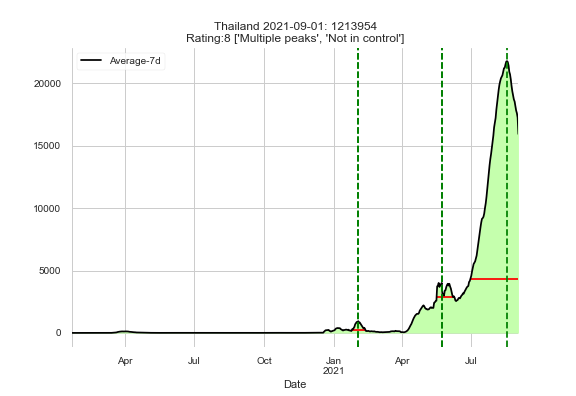 Thailand 2021-09-01: 1213954
Rating:8 ['Multiple peaks', 'Not in control']
Average-7d
20000
15000
10000
5000
0
Apr Jul Oct Jan Apr Jul
2021
Date